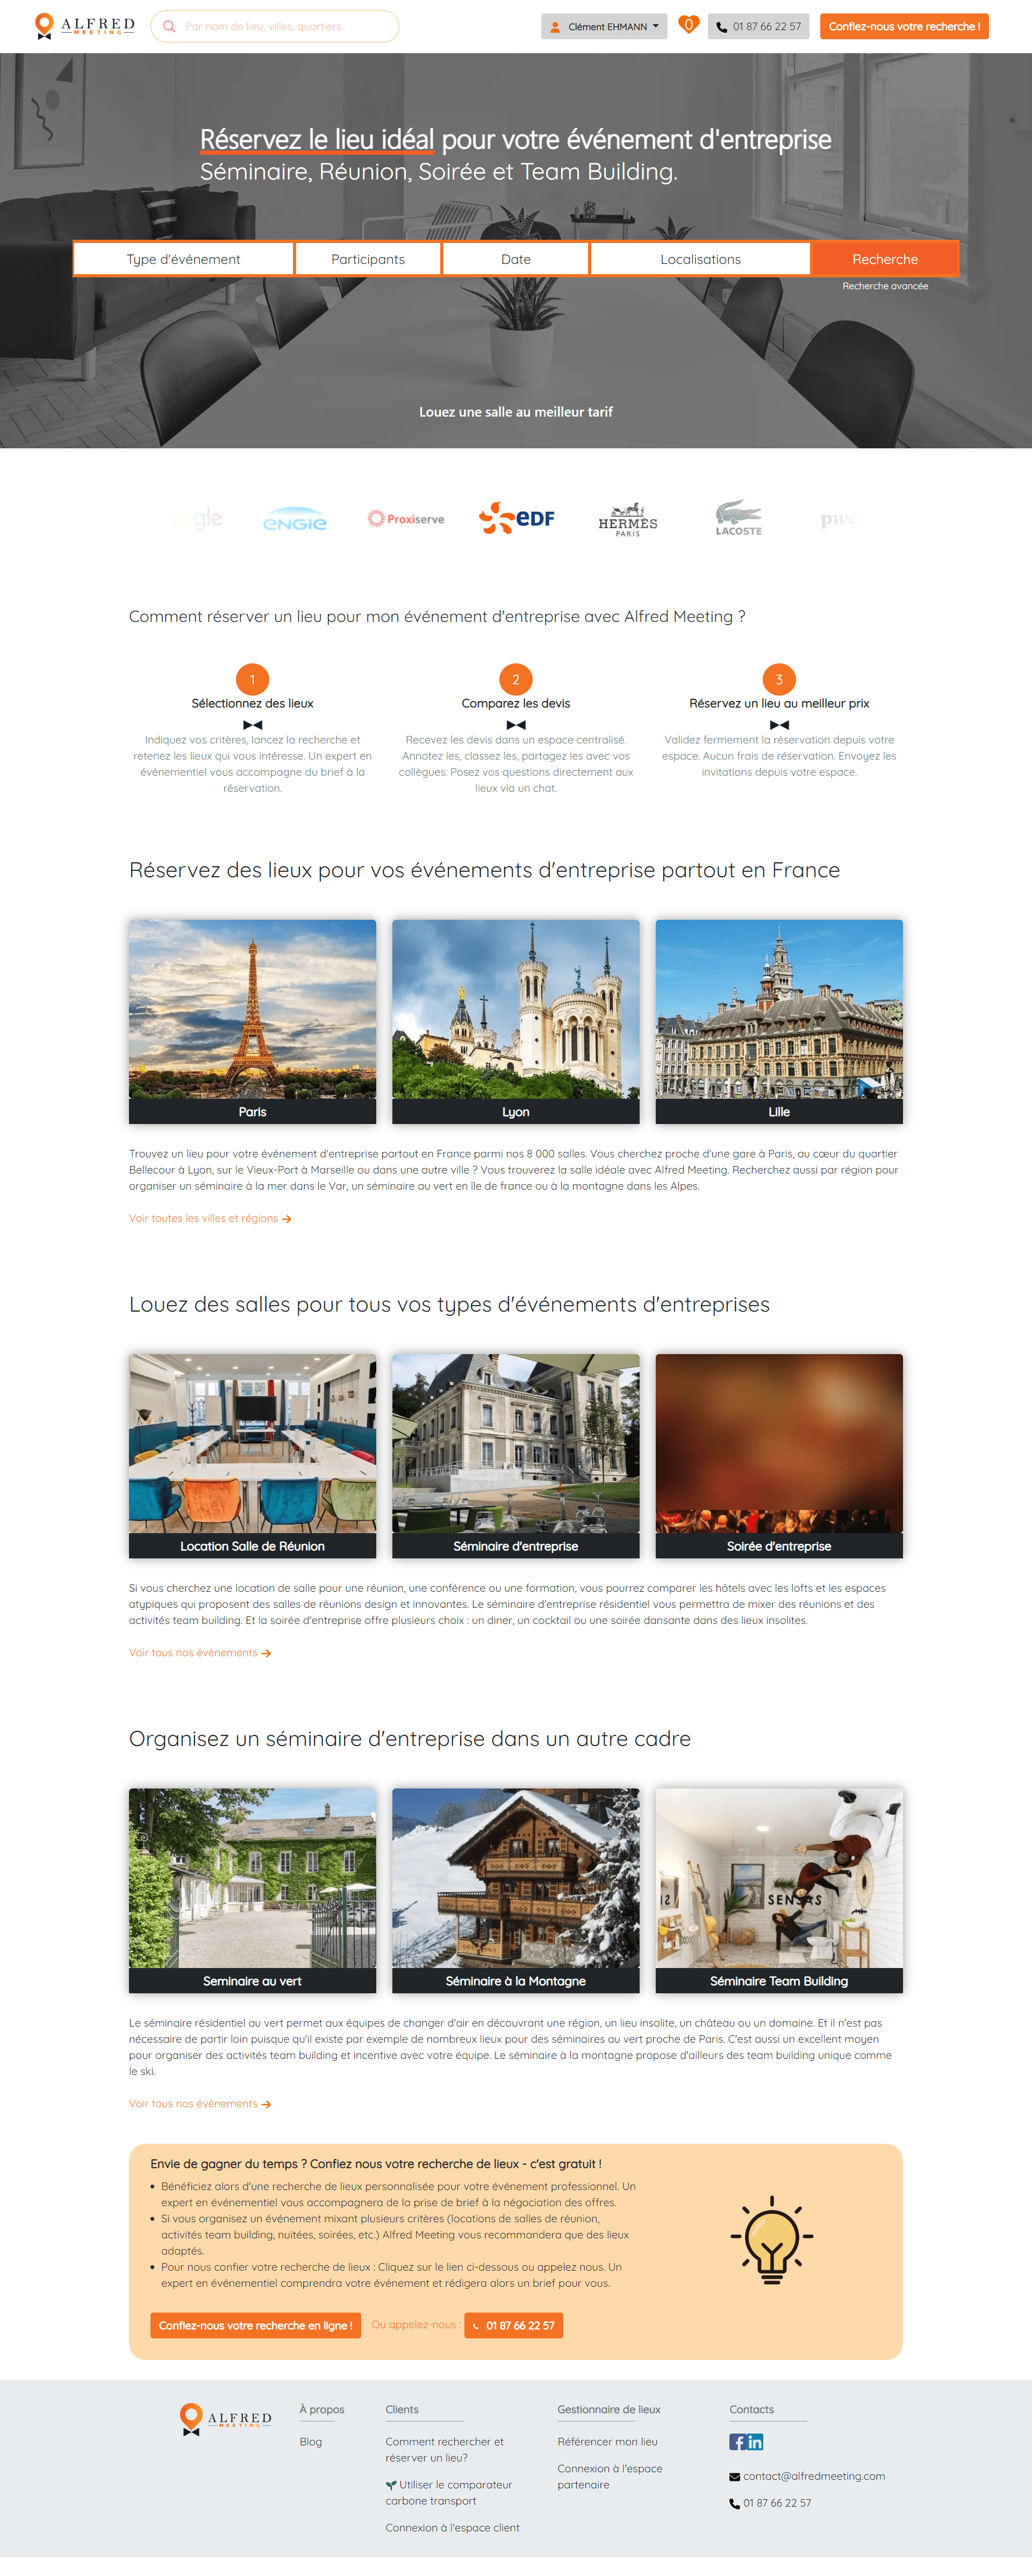 ALFRED
MEETING
Par nom de lieu, villes, quartiers..
Clément EHMANN
0
01 87 66 22 57
Confiez-nous votre recherche !
Réservez le lieu idéal pour votre événement d'entreprise
Séminaire, Réunion, Soirée et Team Building.
Type d'événement
Participants
Date
Localisations
Recherche
Recherche avancée
Louez une salle au meilleur tarif
ENGIE
Proxiserve
eDF
HERMÈS
PARIS
LACOSTE
pwc
Comment réserver un lieu pour mon événement d'entreprise avec Alfred Meeting ?
1
Sélectionnez des lieux
Indiquez vos critères, lancez la recherche et
retenez les lieux qui vous intéresse. Un expert en
événementiel vous accompagne du brief à la
réservation.
2
Comparez les devis
Recevez les devis dans un espace centralisé.
Annotez les, classez les, partagez les avec vos
collègues. Posez vos questions directement aux
lieux via un chat.
3
Réservez un lieu au meilleur prix
Validez fermement la réservation depuis votre
espace. Aucun frais de réservation. Envoyez les
invitations depuis votre espace.
Réservez des lieux pour vos événements d'entreprise partout en France
Paris
Lyon
Lille
Trouvez un lieu pour votre événement d'entreprise partout en France parmi nos 8 000 salles. Vous cherchez proche d'une gare à Paris, au cœur du quartier
Bellecour à Lyon, sur le Vieux-Port à Marseille ou dans une autre ville ? Vous trouverez la salle idéale avec Alfred Meeting. Recherchez aussi par région pour
organiser un séminaire à la mer dans le Var, un séminaire au vert en île de france ou à la montagne dans les Alpes.
Voir toutes les villes et régions
Louez des salles pour tous vos types d'événements d'entreprises
Location Salle de Réunion
Séminaire d'entreprise
Soirée d'entreprise
Si vous cherchez une location de salle pour une réunion, une conférence ou une formation, vous pourrez comparer les hôtels avec les lofts et les espaces
atypiques qui proposent des salles de réunions design et innovantes. Le séminaire d'entreprise résidentiel vous permettra de mixer des réunions et des
activités team building. Et la soirée d'entreprise offre plusieurs choix : un diner, un cocktail ou une soirée dansante dans des lieux insolites.
Voir tous nos événements
Organisez un séminaire d'entreprise dans un autre cadre
SENSAS
Seminaire au vert
Séminaire à la Montagne
Séminaire Team Building
Le séminaire résidentiel au vert permet aux équipes de changer d'air en découvrant une région, un lieu insolite, un château ou un domaine. Et il n'est pas
nécessaire de partir loin puisque qu'il existe par exemple de nombreux lieux pour des séminaires au vert proche de Paris. C'est aussi un excellent moyen
pour organiser des activités team building et incentive avec votre équipe. Le séminaire à la montagne propose d'ailleurs des team building unique comme
le ski.
Voir tous nos événements
Envie de gagner du temps ? Confiez nous votre recherche de lieux - c'est gratuit !
Bénéficiez alors d'une recherche de lieux personnalisée pour votre événement professionnel. Un
expert en événementiel vous accompagnera de la prise de brief à la négociation des offres.
Si vous organisez un événement mixant plusieurs critères (locations de salles de réunion,
activités team building, nuitées, soirées, etc.) Alfred Meeting vous recommandera que des lieux
adaptés.
Pour nous confier votre recherche de lieux : Cliquez sur le lien ci-dessous ou appelez nous. Un
expert en événementiel comprendra votre événement et rédigera alors un brief pour vous.
Confiez-nous votre recherche en ligne !
Ou appelez-nous :
01 87 66 22 57
ALFRED
MEETING
À propos
Blog
Clients
Comment rechercher et
réserver un lieu?
Utiliser le comparateur
carbone transport
Connexion à l'espace client
Gestionnaire de lieux
Référencer mon lieu
Connexion à l'espace
partenaire
Contacts
contact@alfredmeeting.com
01 87 66 22 57